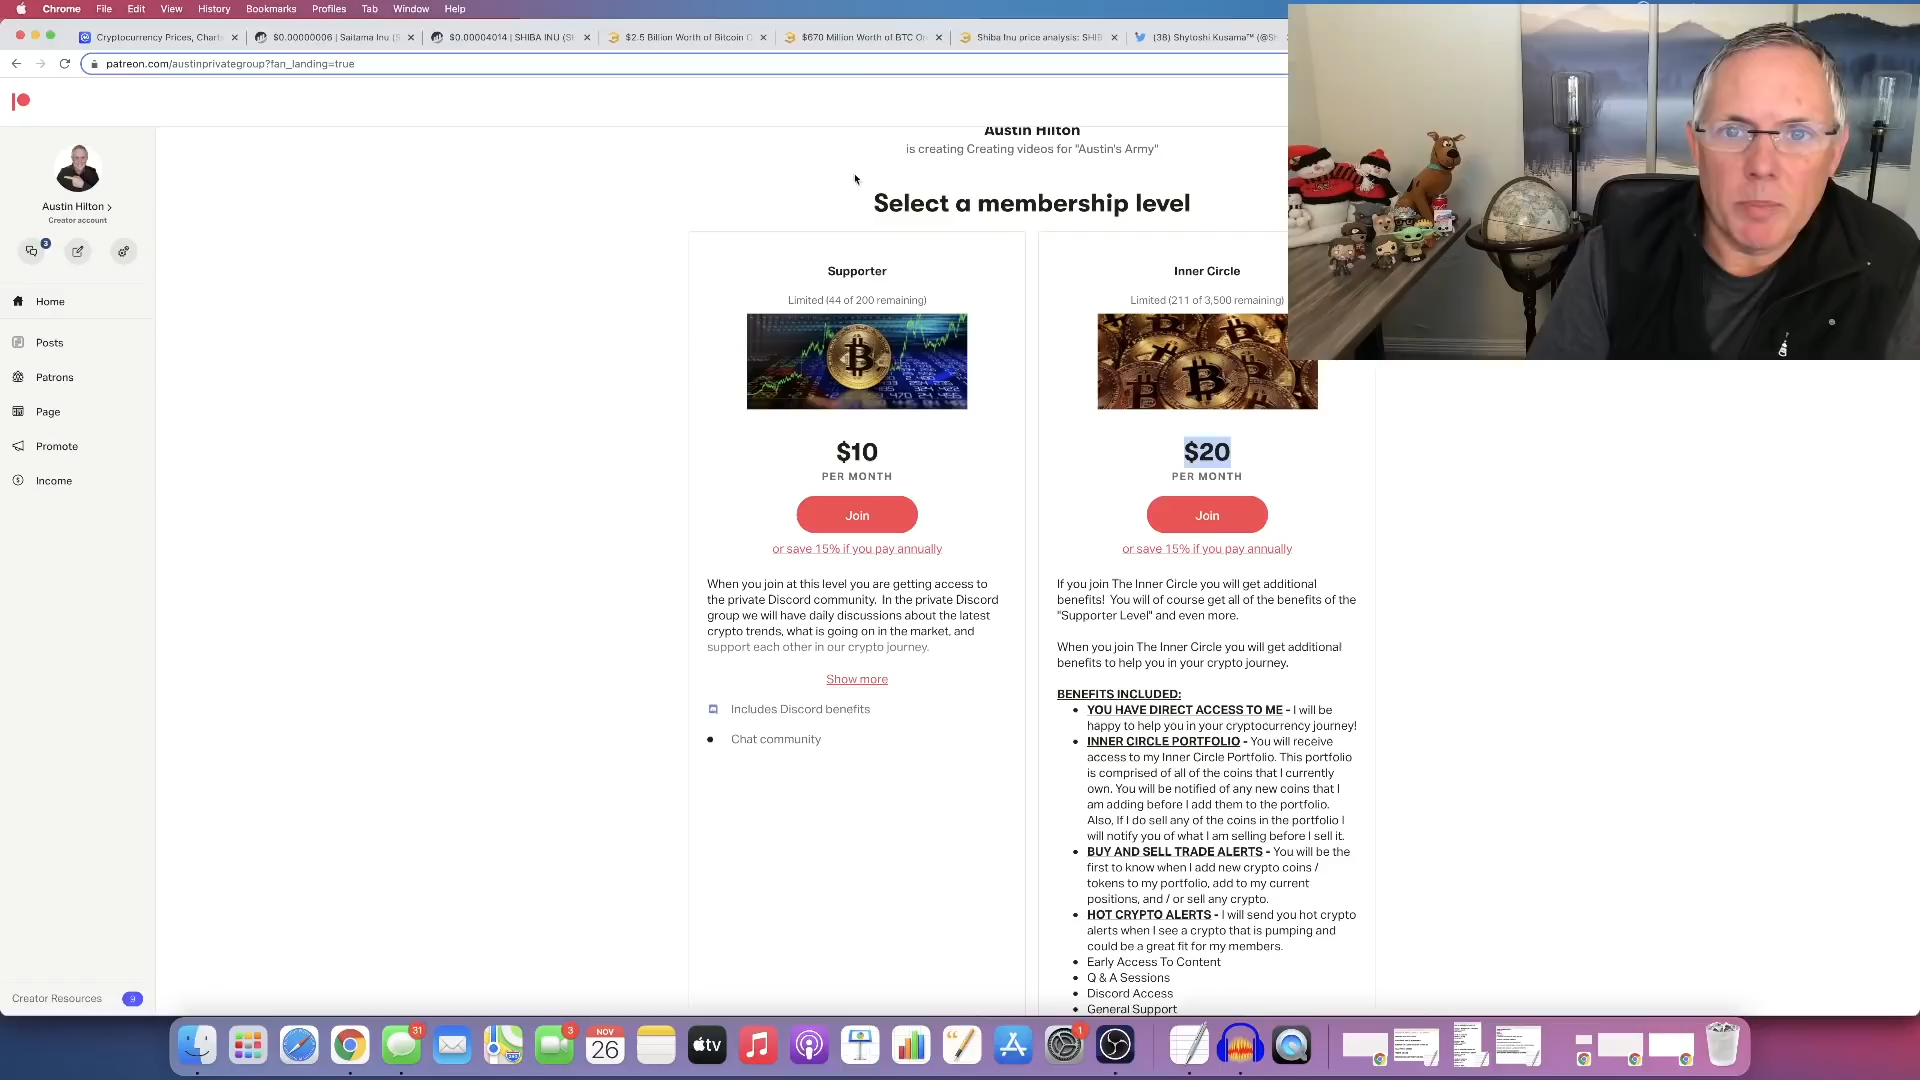 Chrome File Edit View History Bookmarks Profiles Tab Window Help
Cryptocurrency Prices, Chart
$0.00000006 | Saitama Inu (S
$0.00004014 | SHIBA INU (SH
$2.5 Billion Worth of Bitcoin O
$670 Million Worth of BTC O
Shiba Inu price analysis: SHIB
(38) Shytoshi Kusama™ (@Sh
patreon.com/austinprivategroup?fan_landing=true
Austin Hilton
Creator account
3
Home
Posts
Patrons
Page
Promote
Income
Creator Resources 9
Austin Hilton
is creating Creating videos for "Austin's Army"
Select a membership level
Supporter
Limited (44 of 200 remaining)
$10
PER MONTH
Join
or save 15% if you pay annually
When you join at this level you are getting access to
the private Discord community. In the private Discord
group we will have daily discussions about the latest
crypto trends, what is going on in the market, and
support each other in our crypto journey.
Show more
Includes Discord benefits
Chat community
Inner Circle
Limited (211 of 3,500 remaining)
$20
PER MONTH
Join
or save 15% if you pay annually
If you join The Inner Circle you will get additional
benefits! You will of course get all of the benefits of the
"Supporter Level" and even more.
When you join The Inner Circle you will get additional
benefits to help you in your crypto journey.
BENEFITS INCLUDED:
YOU HAVE DIRECT ACCESS TO ME - I will be
happy to help you in your cryptocurrency journey!
INNER CIRCLE PORTFOLIO - You will receive
access to my Inner Circle Portfolio. This portfolio
is comprised of all of the coins that I currently
own. You will be notified of any new coins that I
am adding before I add them to the portfolio.
Also, If I do sell any of the coins in the portfolio I
will notify you of what I am selling before I sell it.
BUY AND SELL TRADE ALERTS - You will be the
first to know when I add new crypto coins /
tokens to my portfolio, add to my current
positions, and / or sell any crypto.
HOT CRYPTO ALERTS - I will send you hot crypto
alerts when I see a crypto that is pumping and
could be a great fit for my members.
Early Access To Content
Q & A Sessions
Discord Access
General Support
31
3
NOV
26
tv
1